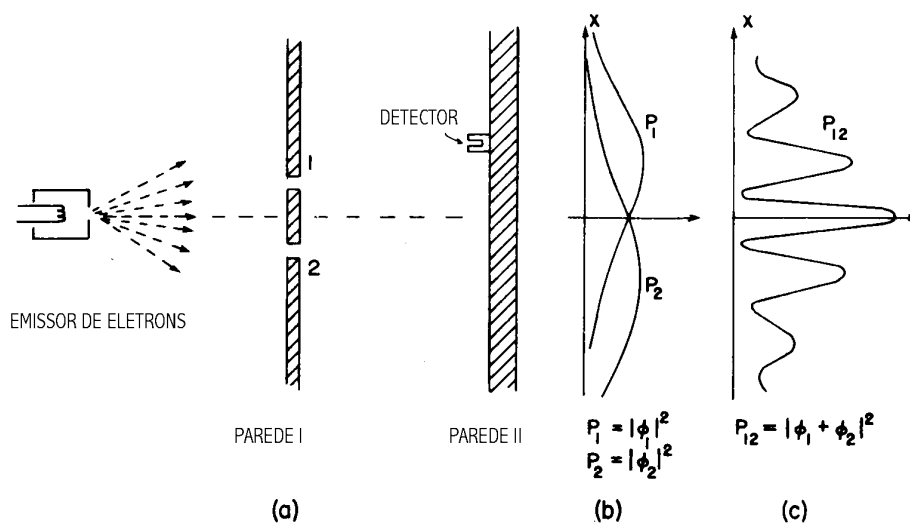 X
X
DETECTOR
P₁
P₁₂
1
2
P₂
EMISSOR DE ELETRONS
PAREDE I
PAREDE II
P₁ = |ϕ₁|²
P₂ = |ϕ₂|²
P₁₂ = |ϕ₁ + ϕ₂|²
(a)
(b)
(c)